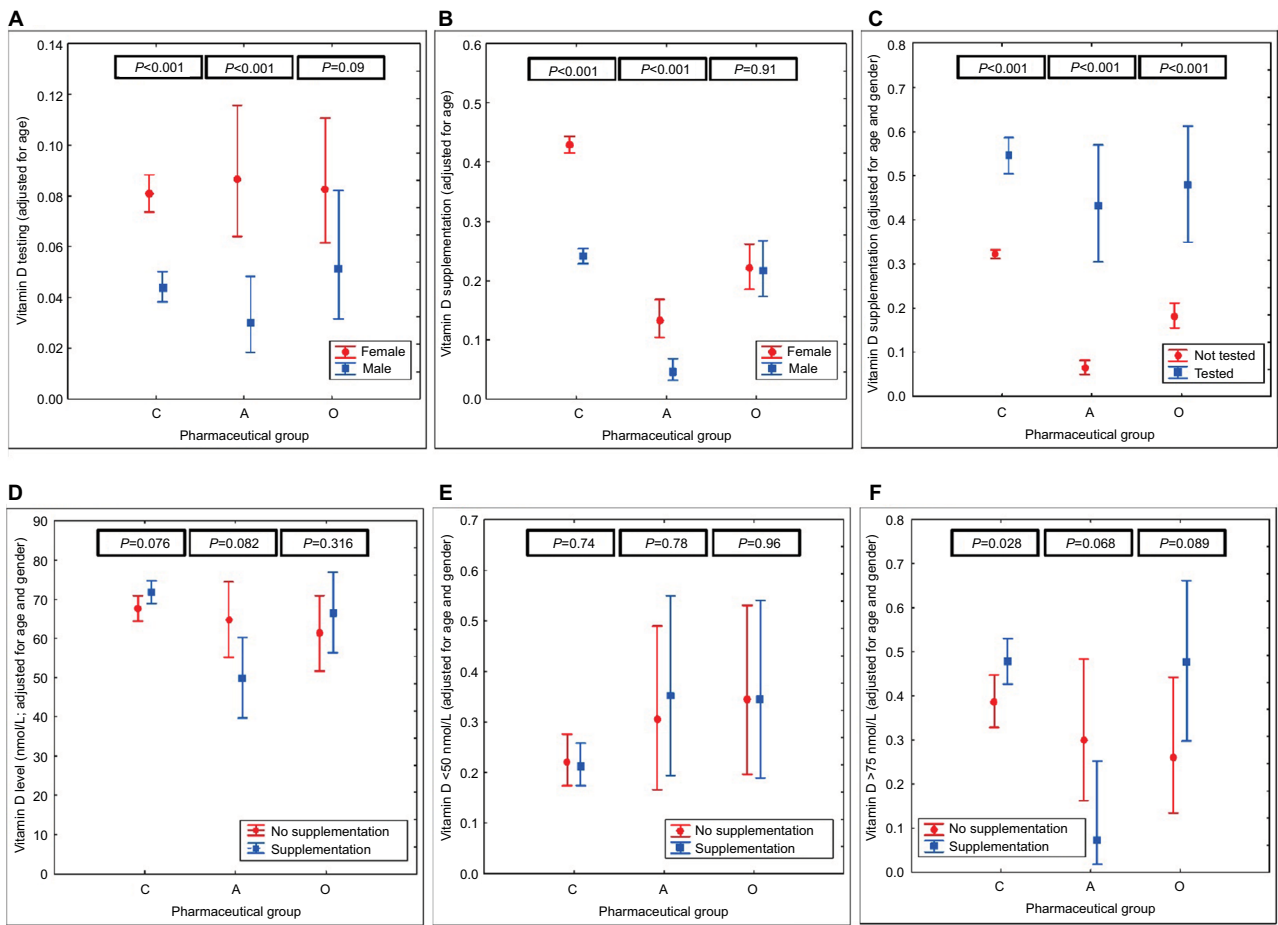 A
Vitamin D testing (adjusted for age)
0.14
0.12
0.10
0.08
0.06
0.04
0.02
0.00
P<0.001
P<0.001
P=0.09
Female
Male
C
A
O
Pharmaceutical group
B
Vitamin D supplementation (adjusted for age)
0.6
0.5
0.4
0.3
0.2
0.1
0.0
P<0.001
P<0.001
P=0.91
Female
Male
C
A
O
Pharmaceutical group
C
Vitamin D supplementation (adjusted for age and gender)
0.8
0.7
0.6
0.5
0.4
0.3
0.2
0.1
0.0
P<0.001
P<0.001
P<0.001
Not tested
Tested
C
A
O
Pharmaceutical group
D
Vitamin D level (nmol/L; adjusted for age and gender)
90
80
70
60
50
40
30
20
10
0
P=0.076
P=0.082
P=0.316
No supplementation
Supplementation
C
A
O
Pharmaceutical group
E
Vitamin D <50 nmol/L (adjusted for age and gender)
0.7
0.6
0.5
0.4
0.3
0.2
0.1
0.0
P=0.74
P=0.78
P=0.96
No supplementation
Supplementation
C
A
O
Pharmaceutical group
F
Vitamin D >75 nmol/L (adjusted for age and gender)
0.8
0.7
0.6
0.5
0.4
0.3
0.2
0.1
0.0
P=0.028
P=0.068
P=0.089
No supplementation
Supplementation
C
A
O
Pharmaceutical group